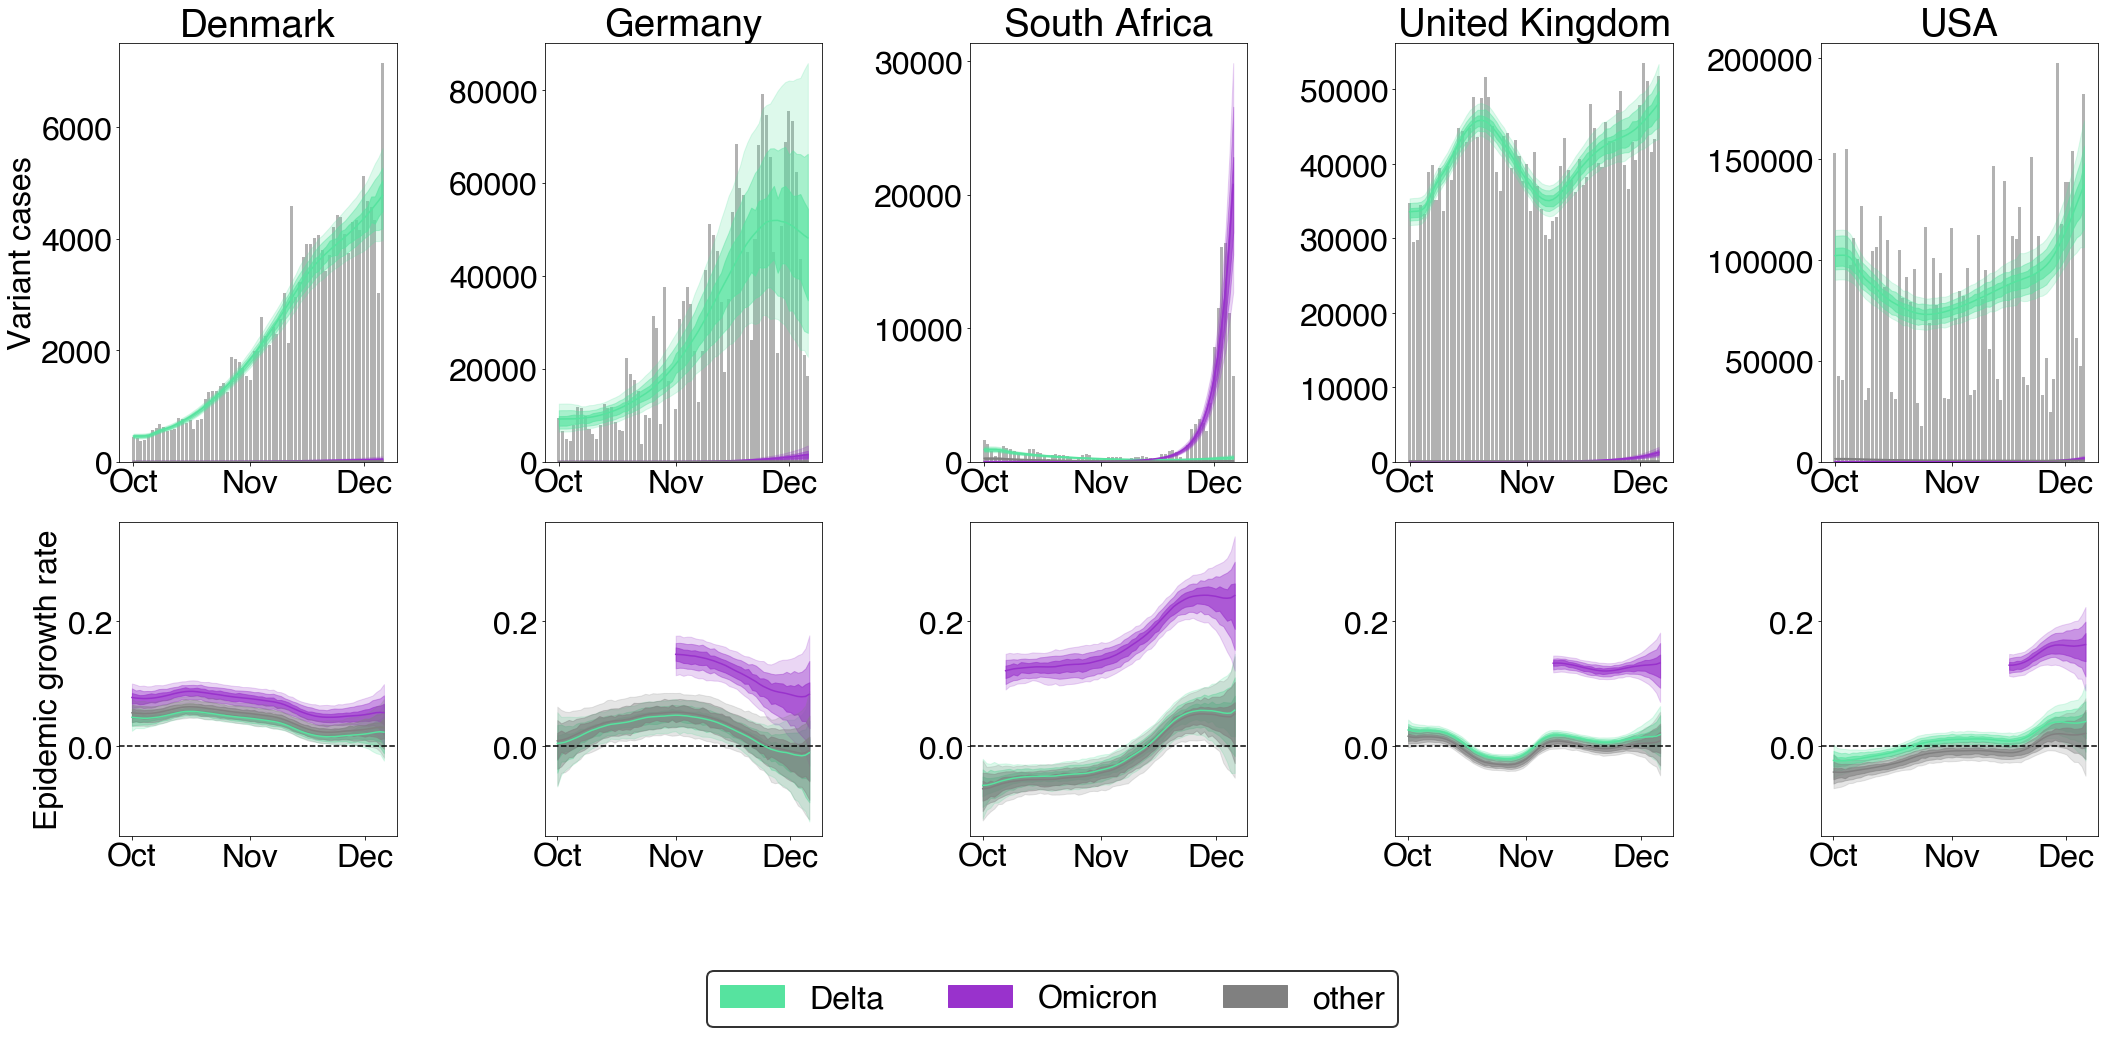 Denmark
Germany
South Africa
United Kingdom
USA
Variant cases
6000
4000
2000
0
Oct
Nov
Dec
80000
60000
40000
20000
0
Oct
Nov
Dec
30000
20000
10000
0
Oct
Nov
Dec
50000
40000
30000
20000
10000
0
Oct
Nov
Dec
200000
150000
100000
50000
0
Oct
Nov
Dec
Epidemic growth rate
0.2
0.0
Oct
Nov
Dec
0.2
0.0
Oct
Nov
Dec
0.2
0.0
Oct
Nov
Dec
0.2
0.0
Oct
Nov
Dec
0.2
0.0
Oct
Nov
Dec
Delta
Omicron
other